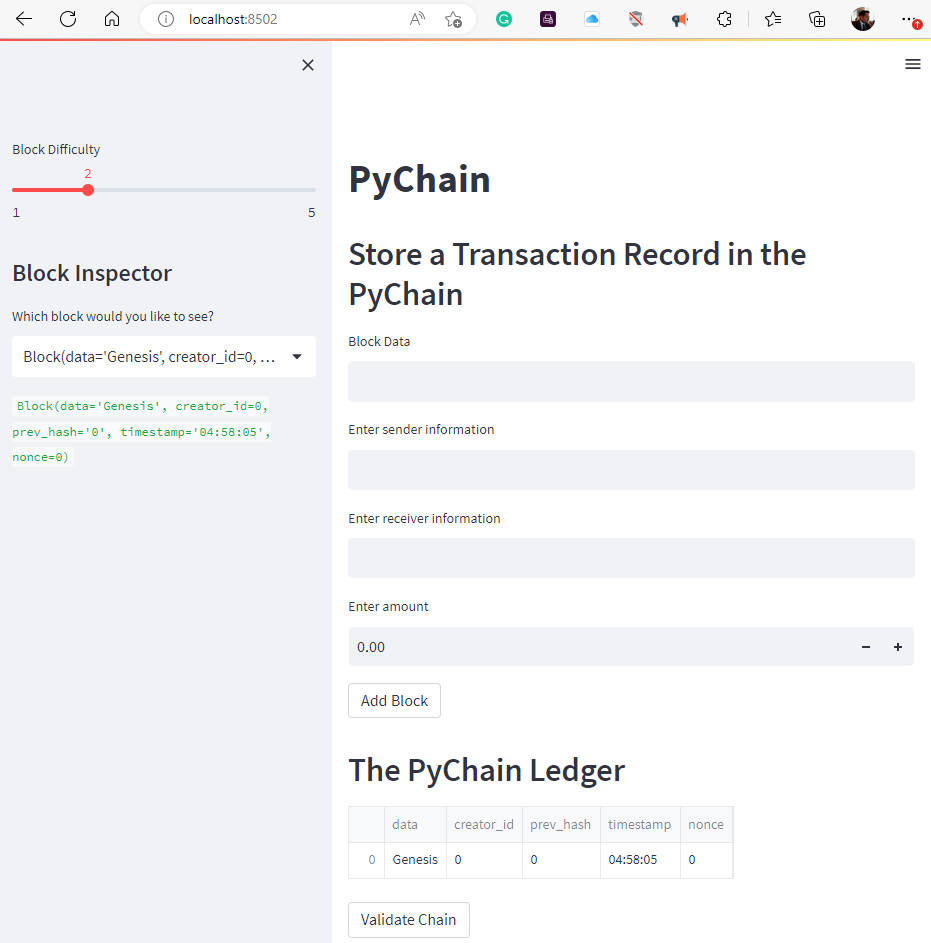 localhost:8502
Block Difficulty
2
1 5
Block Inspector
Which block would you like to see?
Block(data='Genesis', creator_id=0, ...
Block(data='Genesis', creator_id=0,
prev_hash='0', timestamp='04:58:05',
nonce=0)
PyChain
Store a Transaction Record in the
PyChain
Block Data
Enter sender information
Enter receiver information
Enter amount
0.00
Add Block
The PyChain Ledger
data creator_id prev_hash timestamp nonce
0 Genesis 0 0 04:58:05 0
Validate Chain